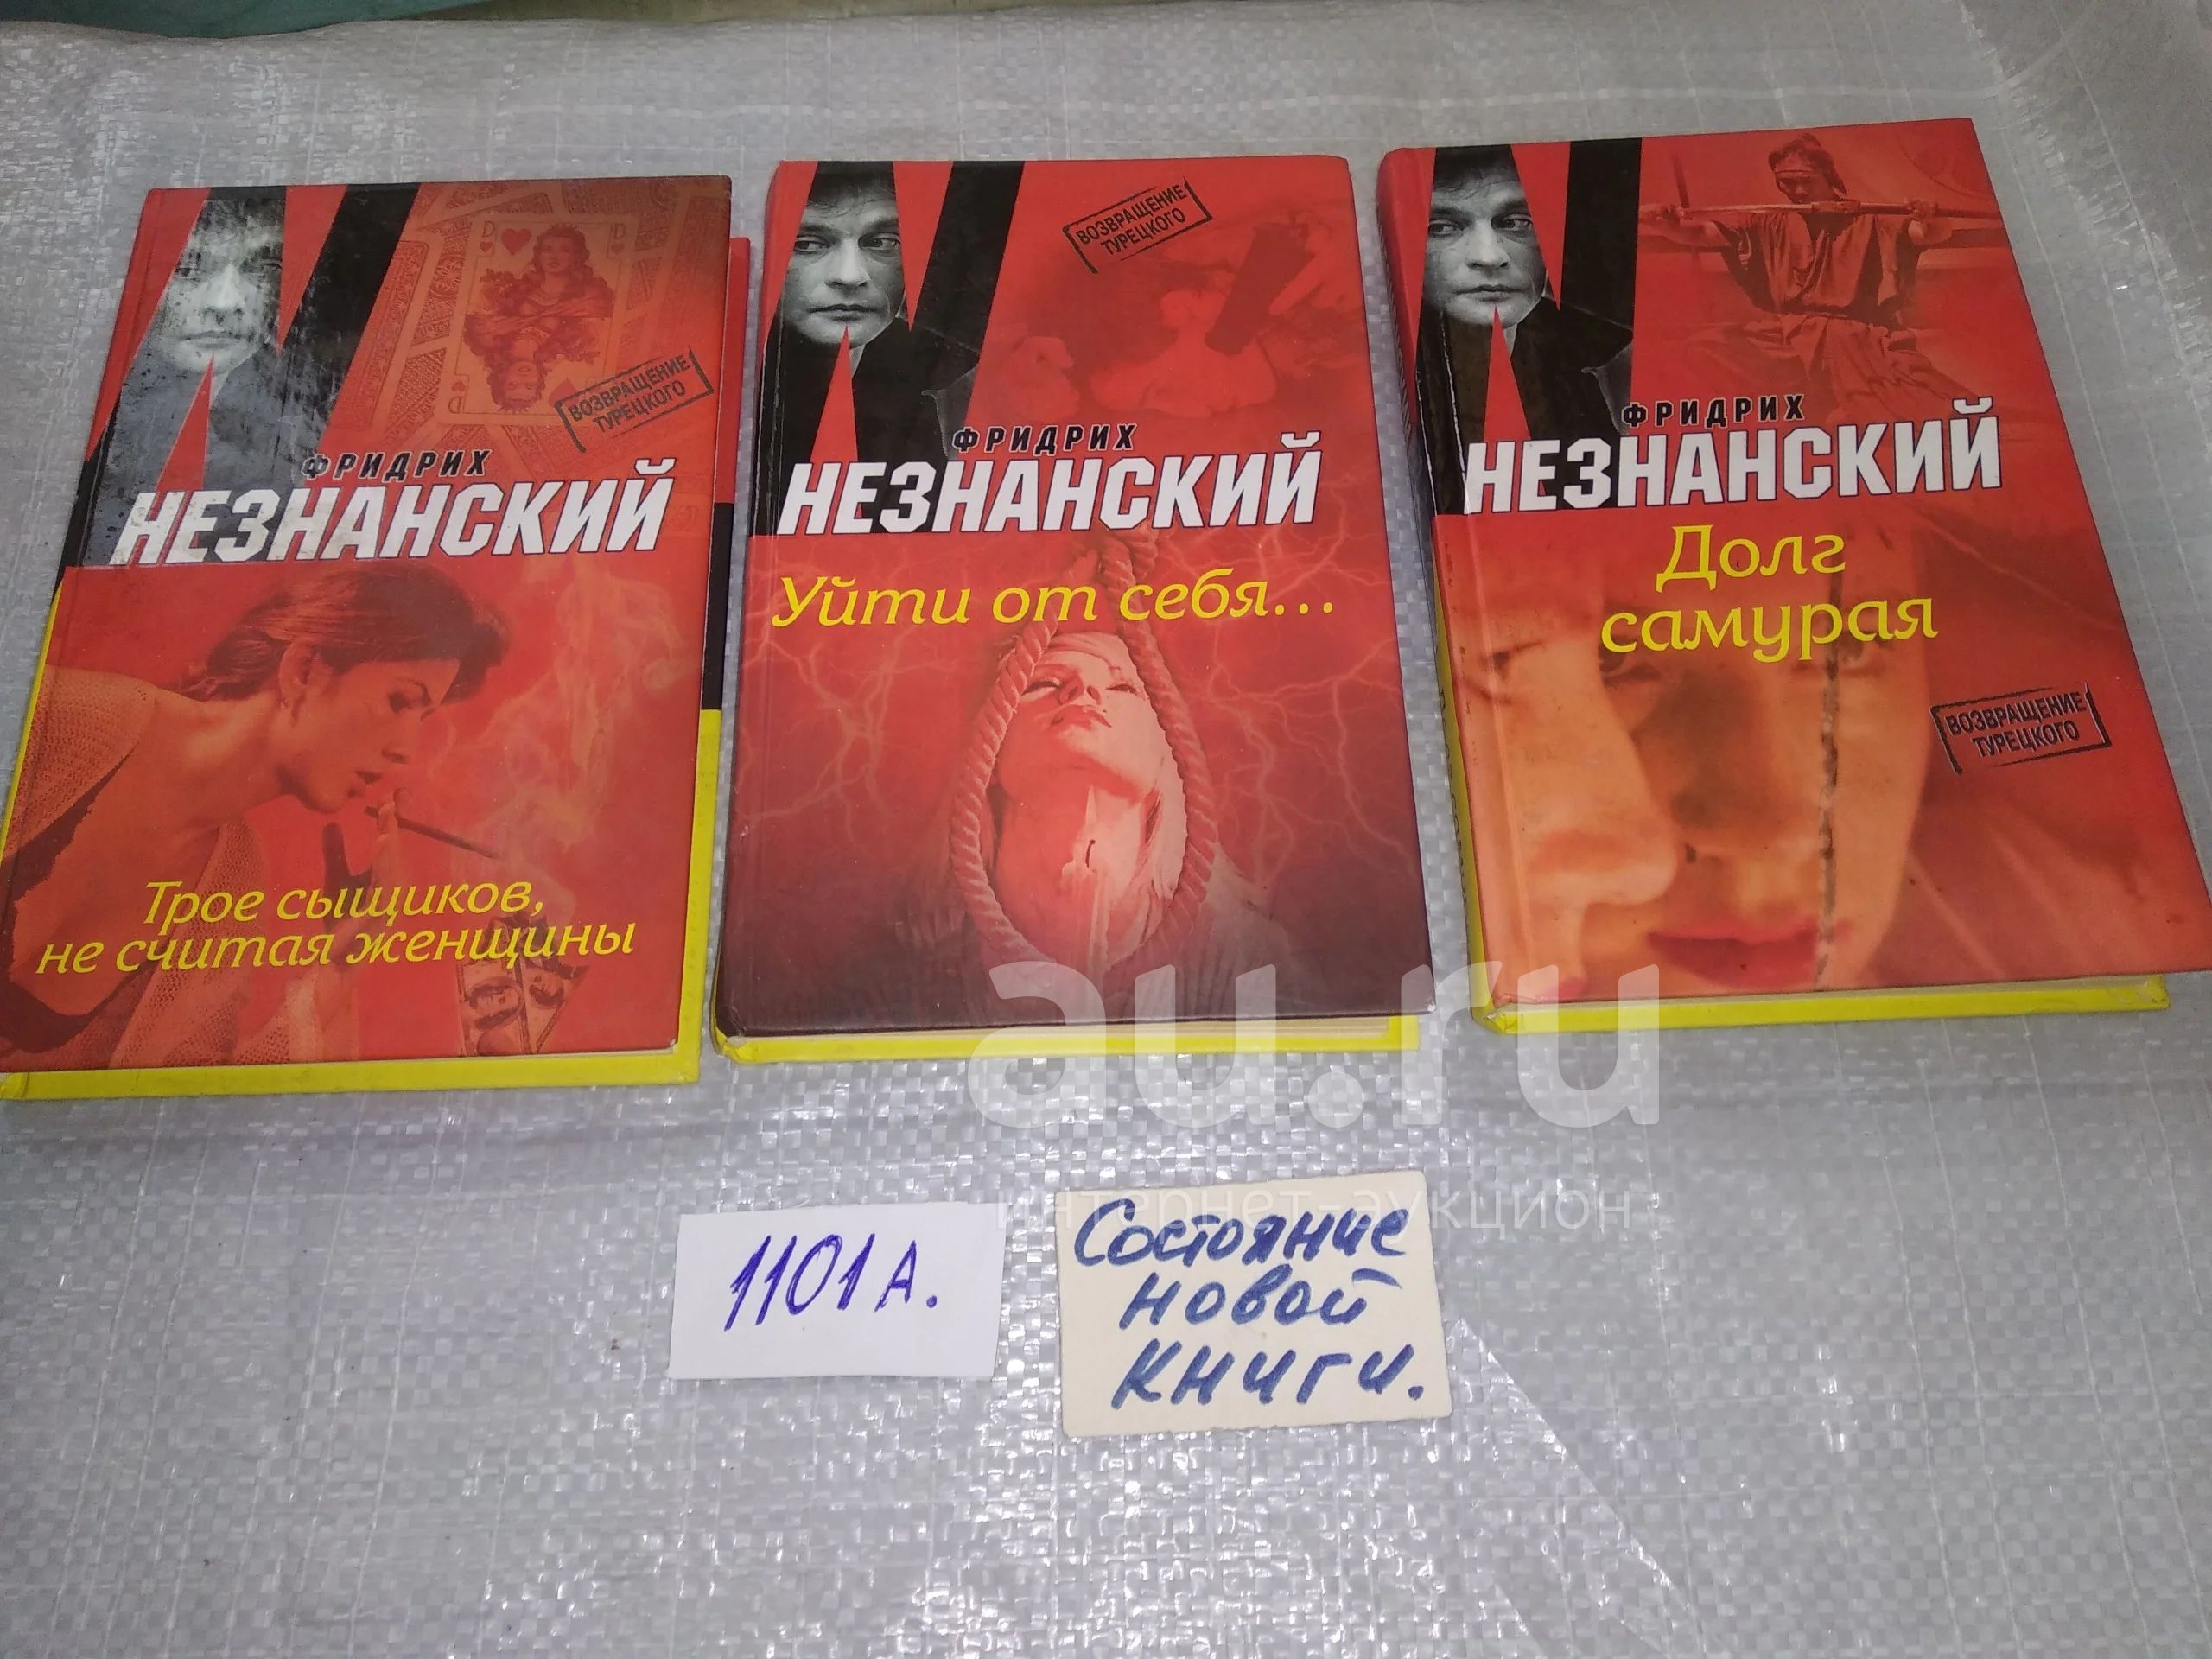 ВОЗВРАЩЕНИЕ
ТУРЕЦКОГО
ФРИДРИХ
НЕЗНАНСКИЙ
Трое сыщиков,
не считая женщины
ВОЗВРАЩЕНИЕ
ТУРЕЦКОГО
ФРИДРИХ
НЕЗНАНСКИЙ
Уйти от себя...
ФРИДРИХ
НЕЗНАНСКИЙ
Долг
самурая
ВОЗВРАЩЕНИЕ
ТУРЕЦКОГО
au.ru
интернет-аукцион
1101 А.
Состояние
новой
книги.